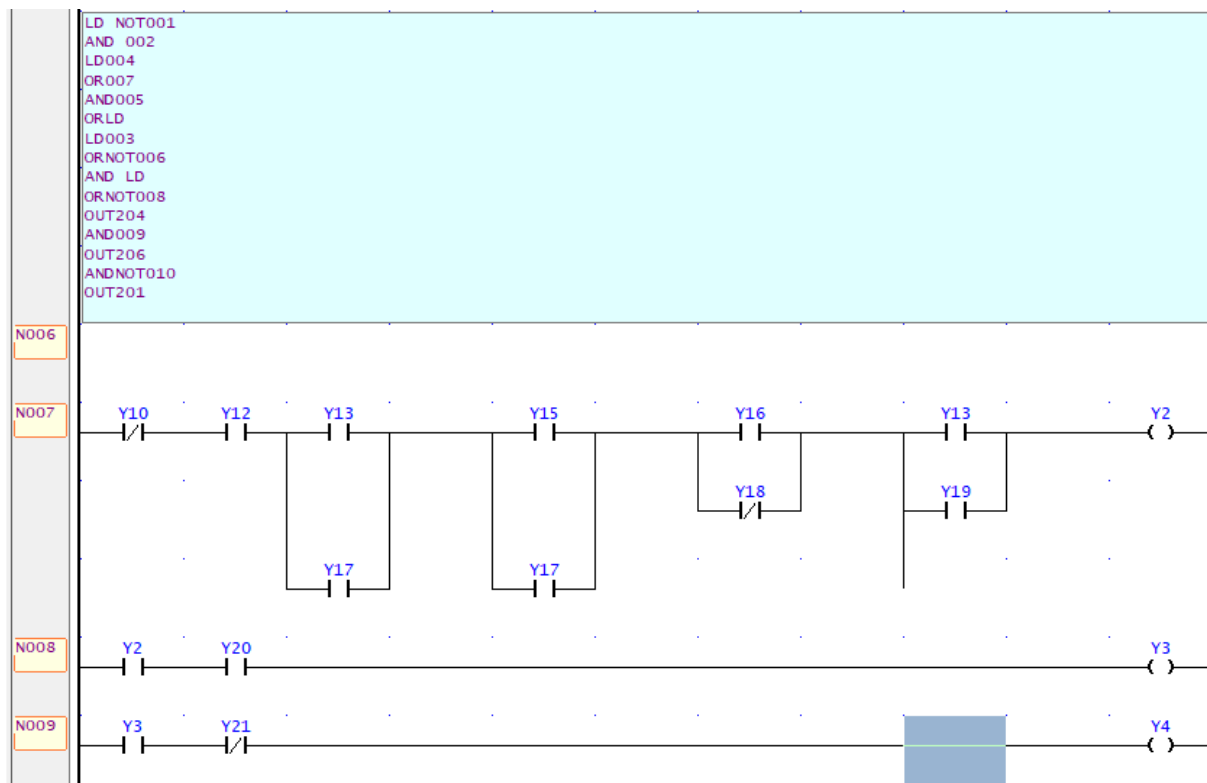 LD NOT001
AND 002
LD004
OR007
AND005
ORLD
LD003
ORNOT006
AND LD
ORNOT008
OUT204
AND009
OUT206
ANDNOT010
OUT201
N006
N007
Y10 Y12 Y13 Y15 Y16 Y13 Y2
Y18 Y19
Y17 Y17
N008
Y2 Y20 Y3
N009
Y3 Y21 Y4